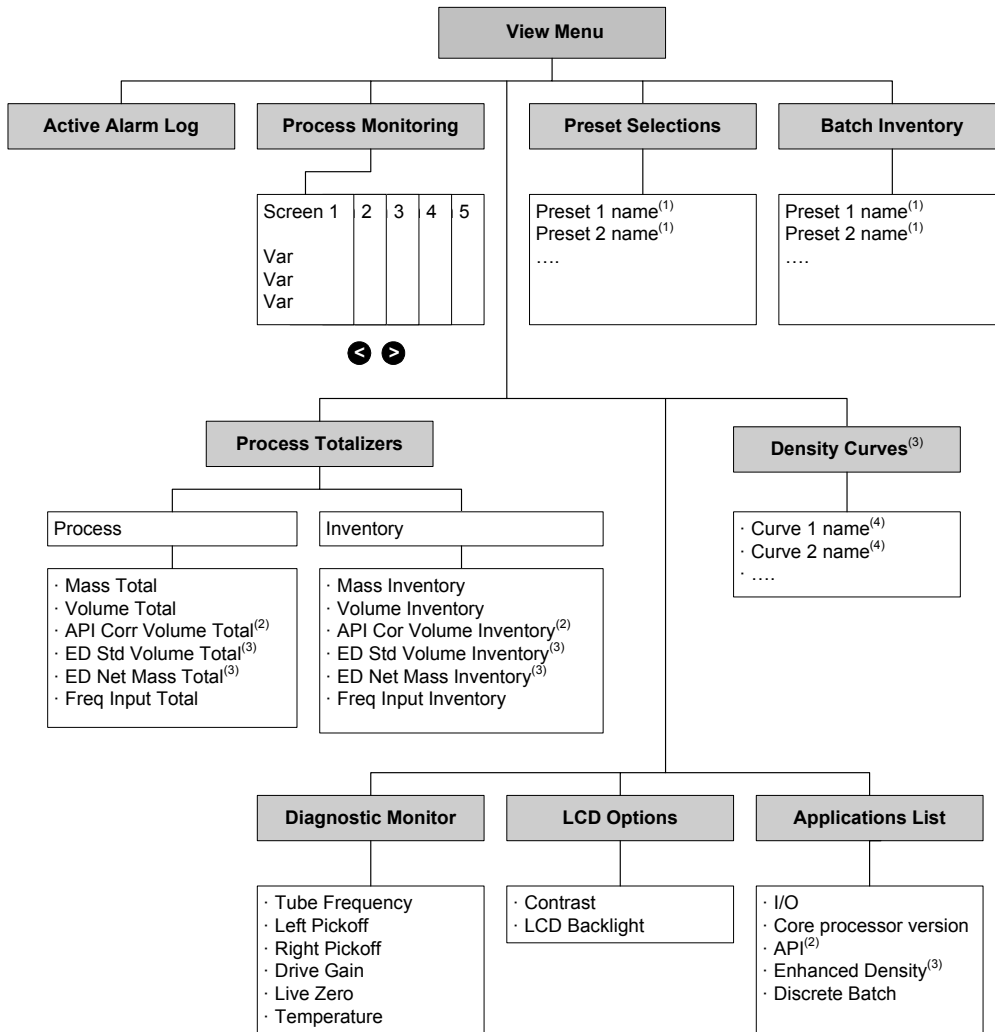 View Menu
Active Alarm Log
Process Monitoring
Preset Selections
Batch Inventory
Screen 1 2 3 4 5
Var
Var
Var
Preset 1 name(1)
Preset 2 name(1)
….
Preset 1 name(1)
Preset 2 name(1)
….
< >
Process Totalizers
Density Curves(3)
Process
Inventory
· Mass Total
· Volume Total
· API Corr Volume Total(2)
· ED Std Volume Total(3)
· ED Net Mass Total(3)
· Freq Input Total
· Mass Inventory
· Volume Inventory
· API Cor Volume Inventory(2)
· ED Std Volume Inventory(3)
· ED Net Mass Inventory(3)
· Freq Input Inventory
· Curve 1 name(4)
· Curve 2 name(4)
· ….
Diagnostic Monitor
LCD Options
Applications List
· Tube Frequency
· Left Pickoff
· Right Pickoff
· Drive Gain
· Live Zero
· Temperature
· Contrast
· LCD Backlight
· I/O
· Core processor version
· API(2)
· Enhanced Density(3)
· Discrete Batch